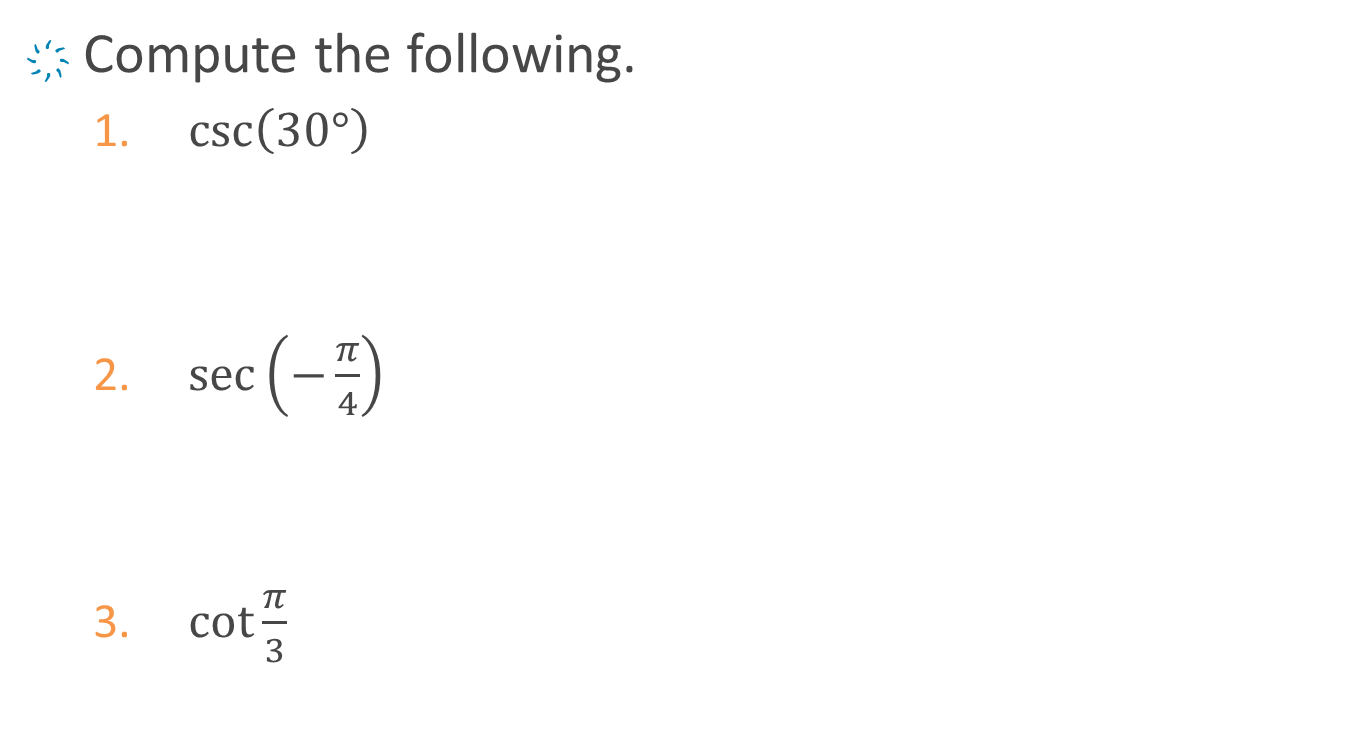 Compute the following.
1. csc(30°)
2. sec(−π/4)
3. cot π/3